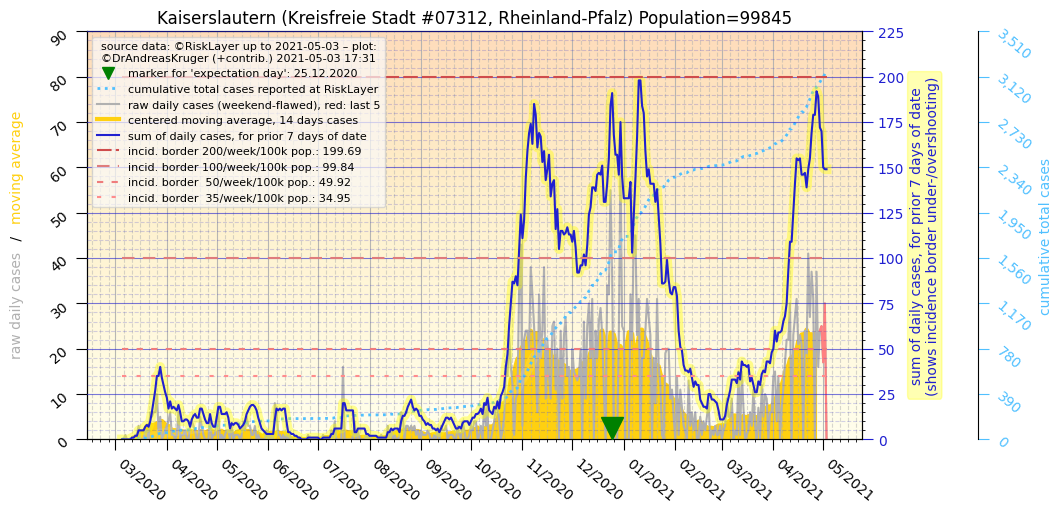 Kaiserslautern (Kreisfreie Stadt #07312, Rheinland-Pfalz) Population=99845
source data: ©RiskLayer up to 2021-05-03 – plot:
©DrAndreasKruger (+contrib.) 2021-05-03 17:31
marker for 'expectation day': 25.12.2020
cumulative total cases reported at RiskLayer
raw daily cases (weekend-flawed), red: last 5
centered moving average, 14 days cases
sum of daily cases, for prior 7 days of date
incid. border 200/week/100k pop.: 199.69
incid. border 100/week/100k pop.: 99.84
incid. border  50/week/100k pop.: 49.92
incid. border  35/week/100k pop.: 34.95
raw daily cases / moving average
90
80
70
60
50
40
30
20
10
0
03/2020
04/2020
05/2020
06/2020
07/2020
08/2020
09/2020
10/2020
11/2020
12/2020
01/2021
02/2021
03/2021
04/2021
05/2021
225
200
175
150
125
100
75
50
25
0
sum of daily cases, for prior 7 days of date
(shows incidence border under-/overshooting)
3,510
3,120
2,730
2,340
1,950
1,560
1,170
780
390
0
cumulative total cases